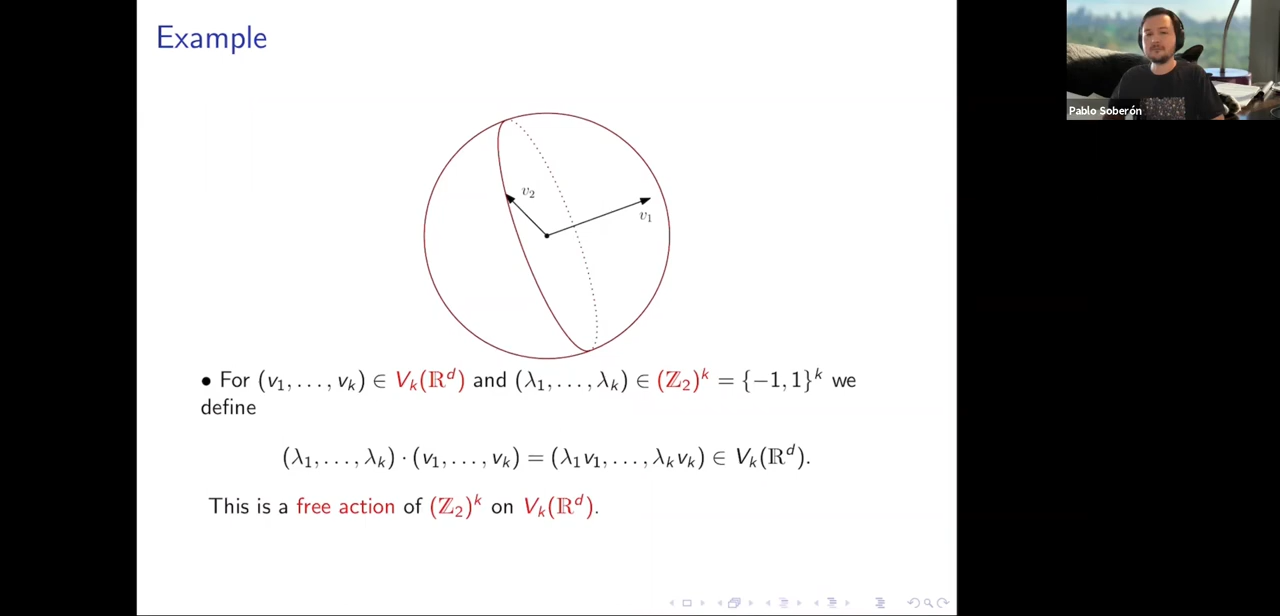 Example
Pablo Soberón
v₂
v₁
• For (v₁, . . . , vₖ) ∈ Vₖ(ℝᵈ) and (λ₁, . . . , λₖ) ∈ (ℤ₂)ᵏ = {−1, 1}ᵏ we
define
(λ₁, . . . , λₖ) · (v₁, . . . , vₖ) = (λ₁v₁, . . . , λₖvₖ) ∈ Vₖ(ℝᵈ).
This is a free action of (ℤ₂)ᵏ on Vₖ(ℝᵈ).